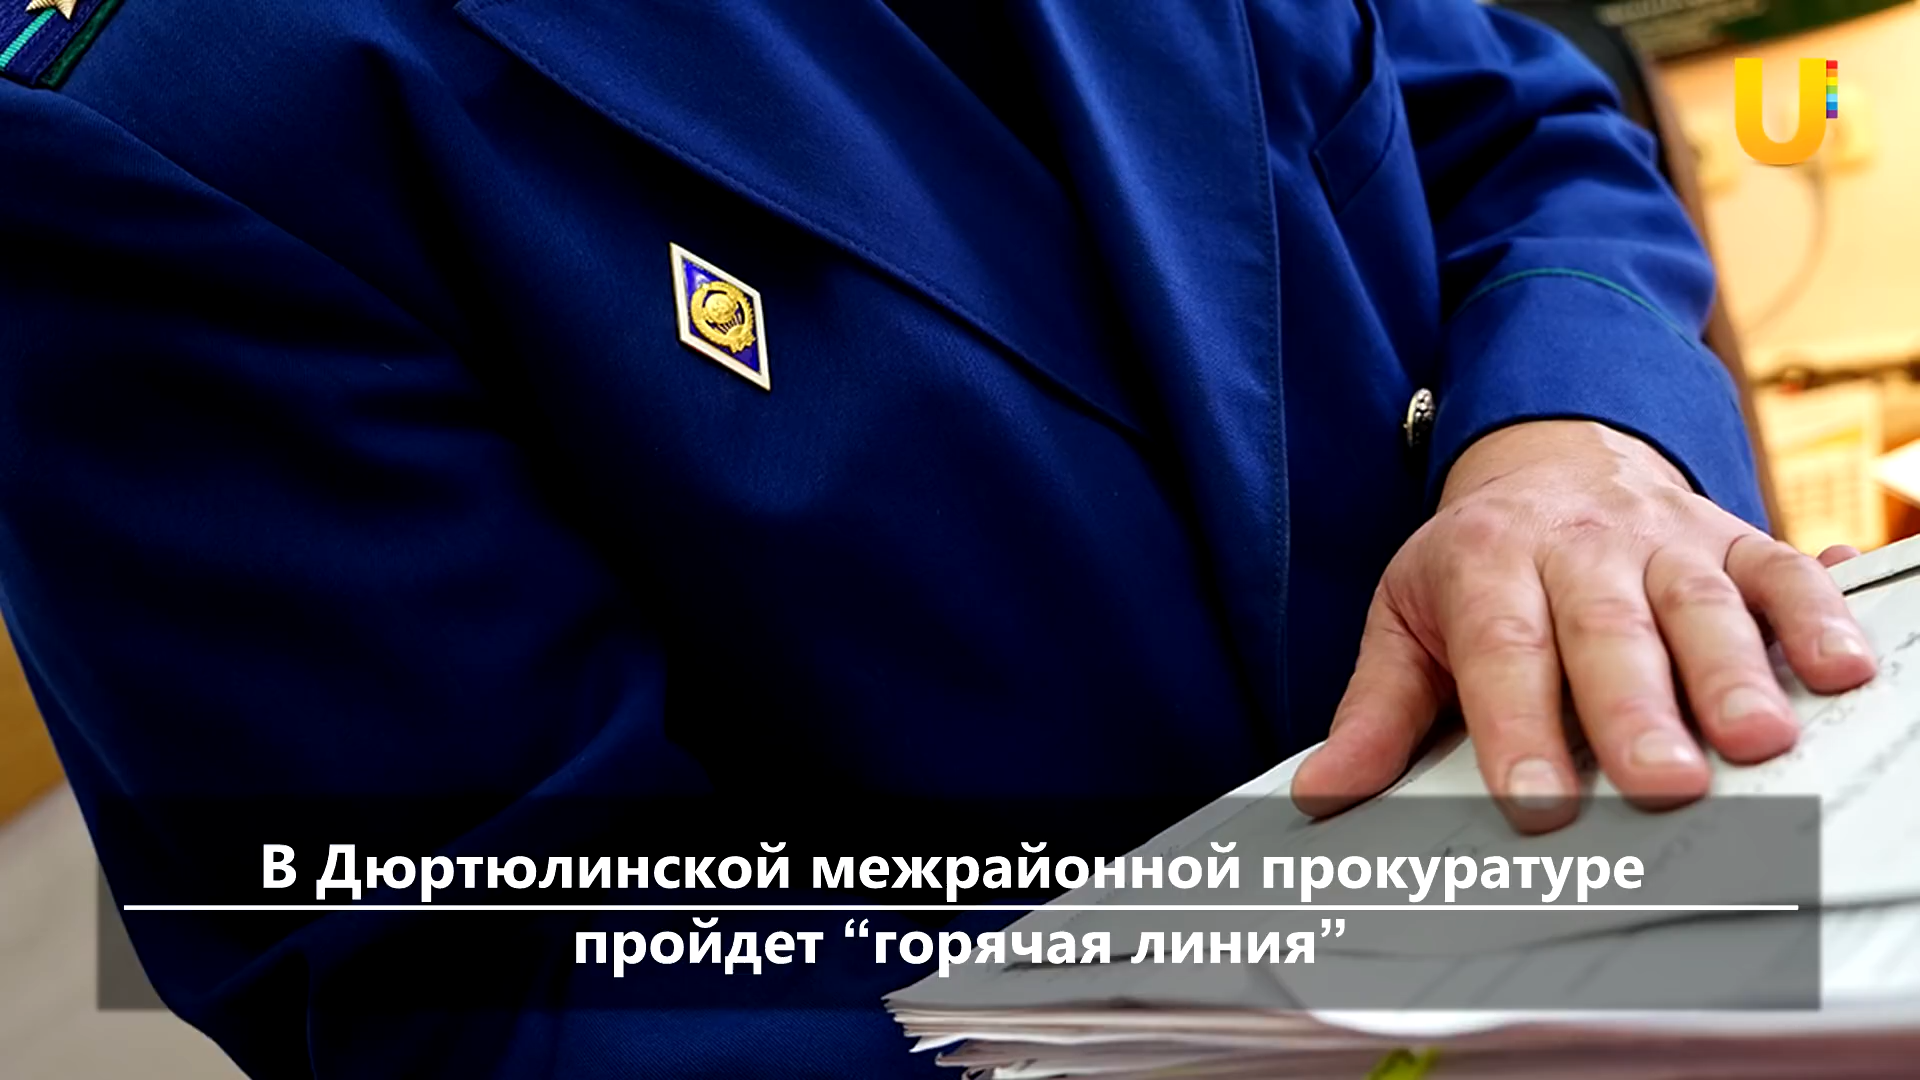 U
В Дюртюлинской межрайонной прокуратуре
пройдет “горячая линия”